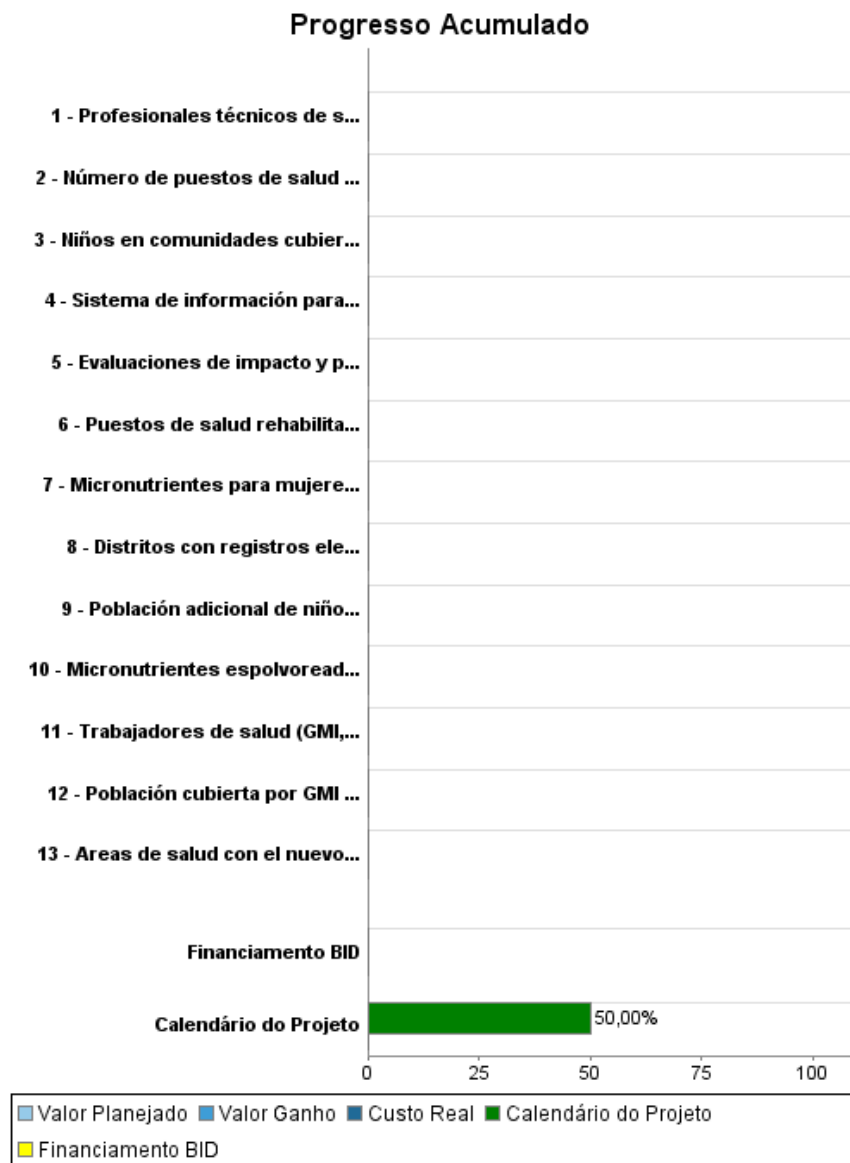 Progresso Acumulado
1 - Profesionales técnicos de s...
2 - Número de puestos de salud ...
3 - Niños en comunidades cubier...
4 - Sistema de información para...
5 - Evaluaciones de impacto y p...
6 - Puestos de salud rehabilita...
7 - Micronutrientes para mujere...
8 - Distritos con registros ele...
9 - Población adicional de niño...
10 - Micronutrientes espolvoread...
11 - Trabajadores de salud (GMI,...
12 - Población cubierta por GMI ...
13 - Areas de salud con el nuevo...
Financiamento BID
Calendário do Projeto 50,00%
0 25 50 75 100
Valor Planejado Valor Ganho Custo Real Calendário do Projeto
Financiamento BID